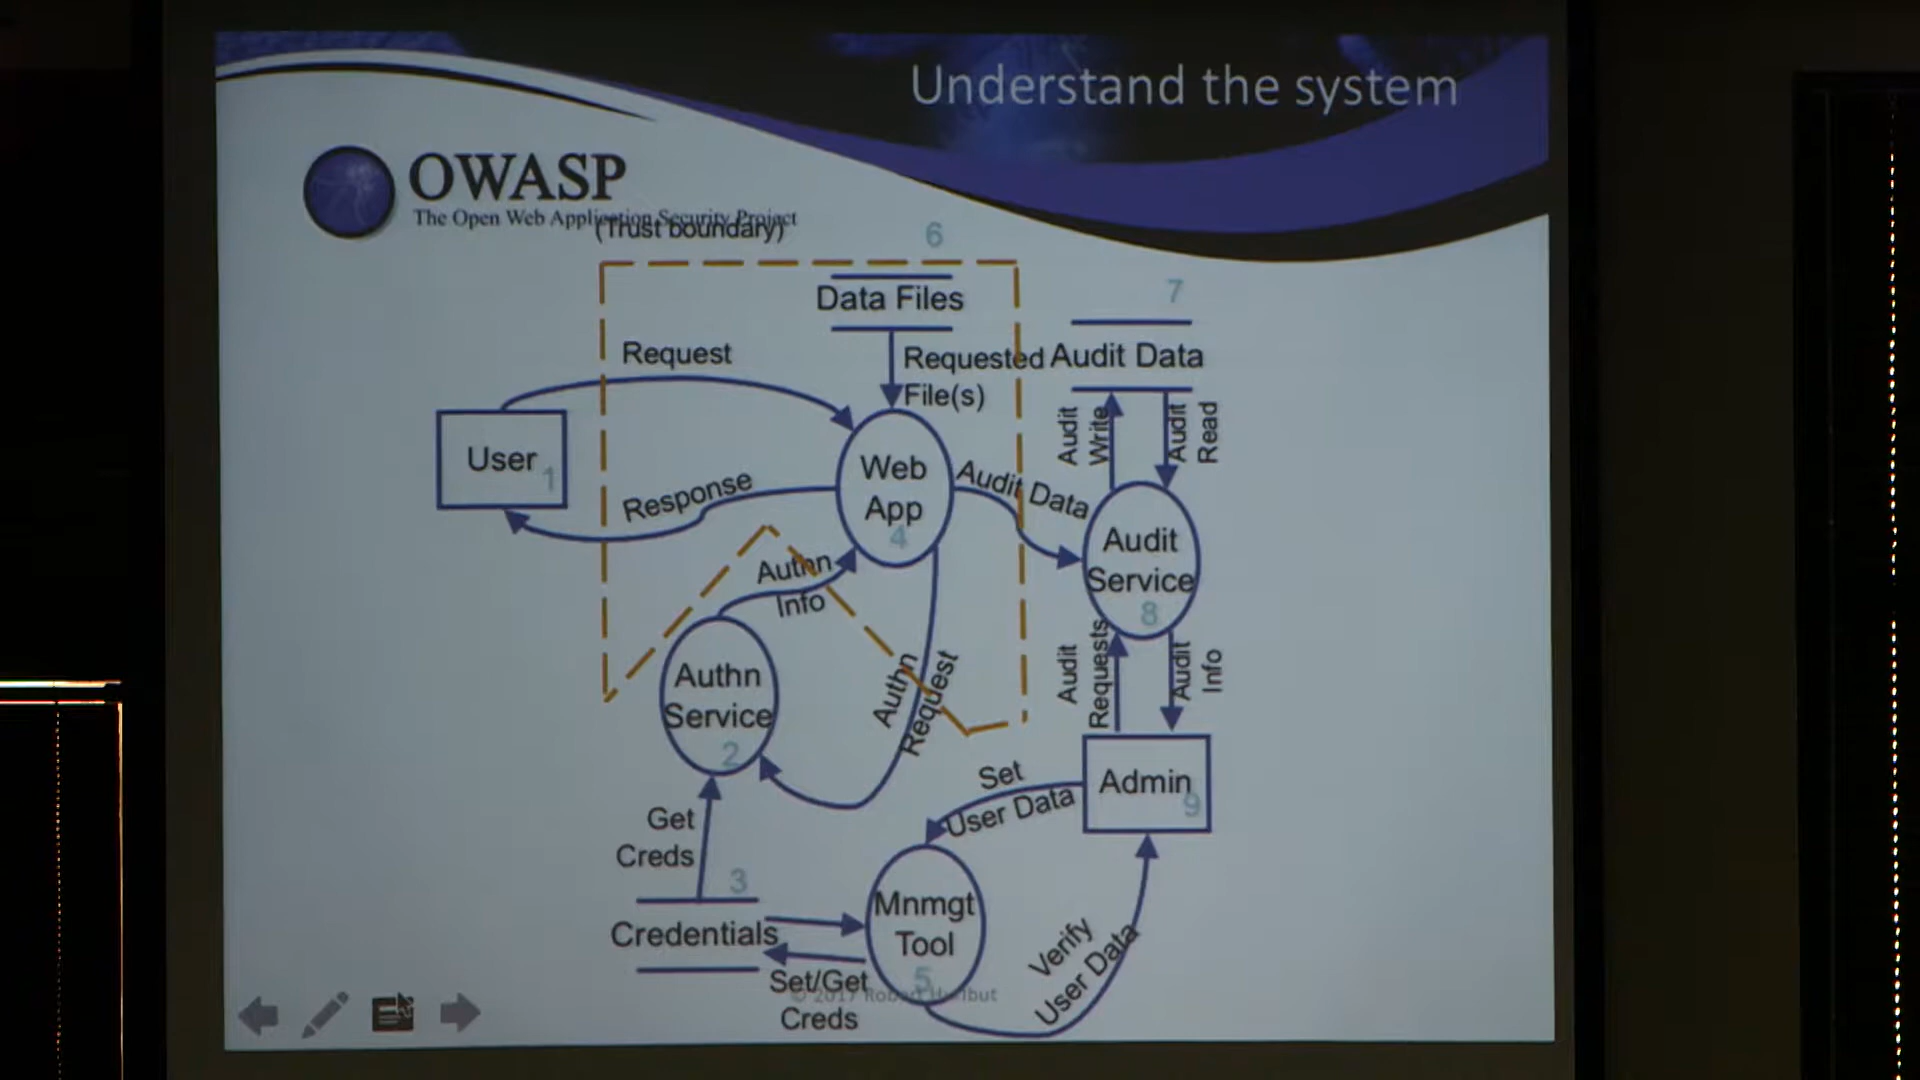 Understand the system
OWASP
The Open Web Application Security Project
(Trust boundary)
6
Data Files
7
Request
Requested
File(s)
Audit Data
Audit
Write
Audit
Read
User
1
Response
Web
App
4
Audit Data
Audit
Service
8
Authn
Info
Authn
Service
2
Authn
Request
Audit
Requests
Audit
Info
Set
User Data
Admin
9
Get
Creds
3
Credentials
Mnmgt
Tool
5
Set/Get
Creds
Verify
User Data
© 2017 Robert Hurlbut